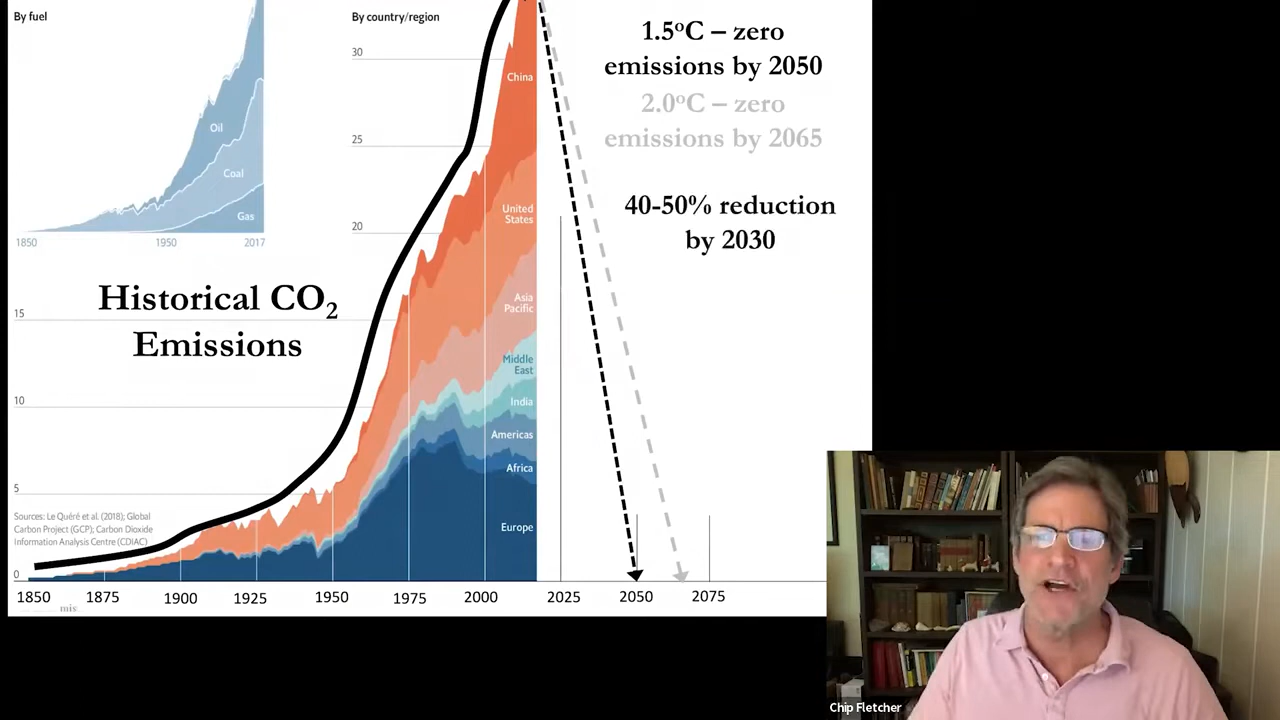 By fuel
Oil
Coal
Gas
1850 1950 2017
By country/region
30
25
20
15
10
5
0
China
United
States
Asia
Pacific
Middle
East
India
Americas
Africa
Europe
Historical CO₂
Emissions
1.5ºC – zero
emissions by 2050
2.0ºC – zero
emissions by 2065
40-50% reduction
by 2030
Sources: Le Quéré et al. (2018); Global
Carbon Project (GCP); Carbon Dioxide
Information Analysis Centre (CDIAC)
1850 1875 1900 1925 1950 1975 2000 2025 2050 2075
mis
Chip Fletcher